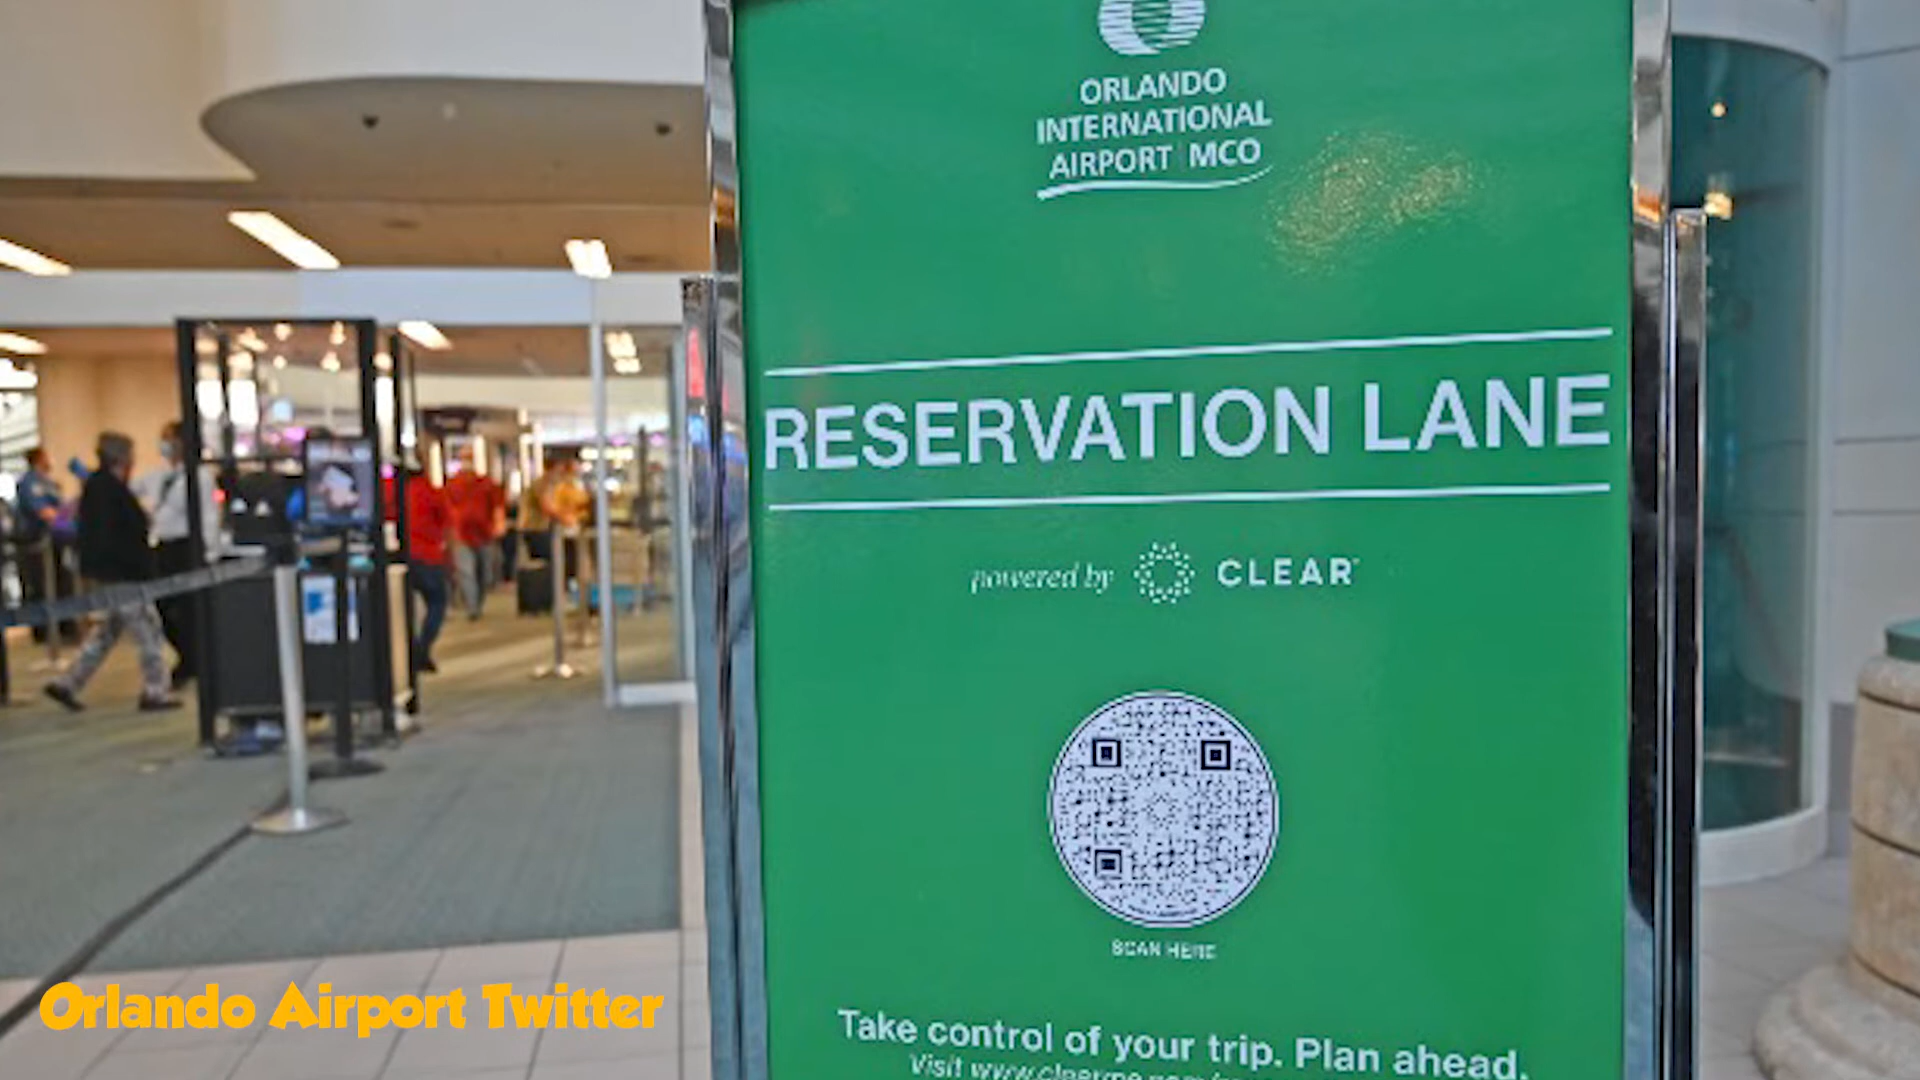 ORLANDO
INTERNATIONAL
AIRPORT MCO
RESERVATION LANE
powered by CLEAR
SCAN HERE
Take control of your trip. Plan ahead.
Visit
Orlando Airport Twitter